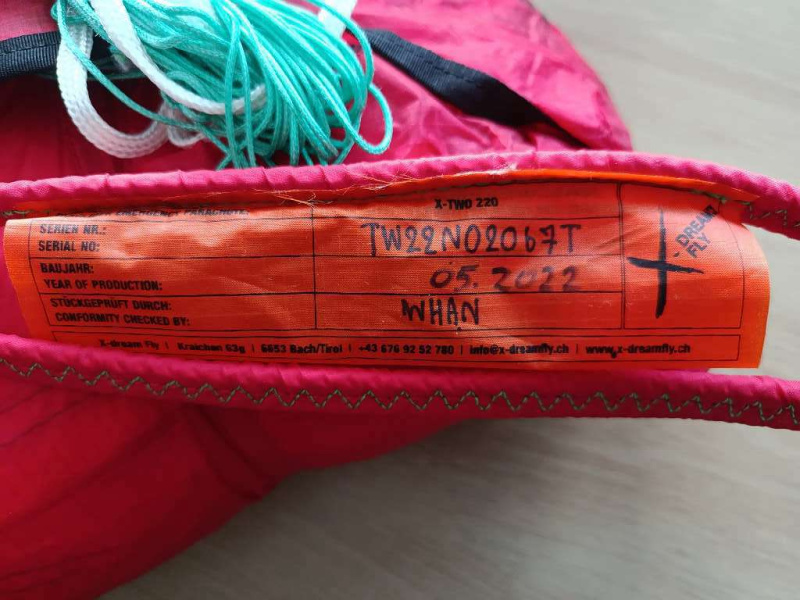 EMERGENCY PARACHUTE: X-TWO 220
SERIEN NR.:
SERIAL NO: TW22N02067T
BAUJAHR:
YEAR OF PRODUCTION: 05.2022
STÜCKGEPRÜFT DURCH:
CONFORMITY CHECKED BY: WHAN
X-dream Fly | Kraichen 63g | 6653 Bach/Tirol | +43 676 92 52 780 | info@x-dreamfly.ch | www.x-dreamfly.ch
X DREAM
FLY